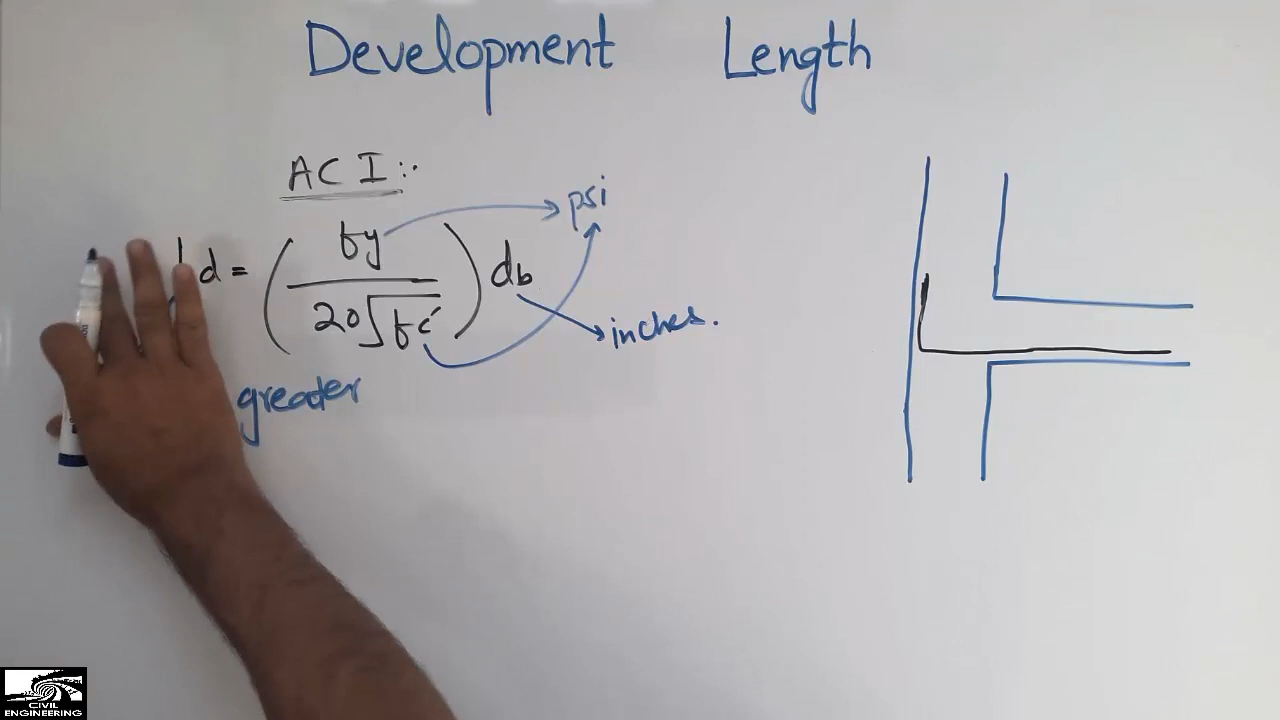 Development Length
ACI :-
ld = ( fy / 20√fc' ) db
psi
inches.
greater
CIVIL
ENGINEERING